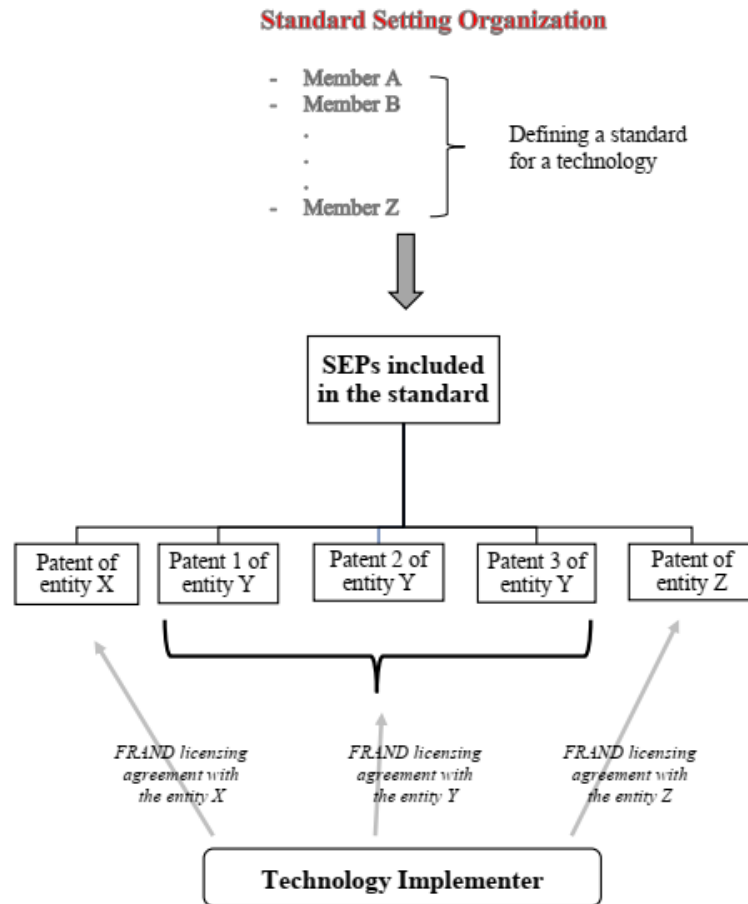 Standard Setting Organization
- Member A
- Member B
.
.
.
- Member Z
Defining a standard
for a technology
SEPs included
in the standard
Patent of
entity X
Patent 1 of
entity Y
Patent 2 of
entity Y
Patent 3 of
entity Y
Patent of
entity Z
FRAND licensing
agreement with
the entity X
FRAND licensing
agreement with
the entity Y
FRAND licensing
agreement with
the entity Z
Technology Implementer